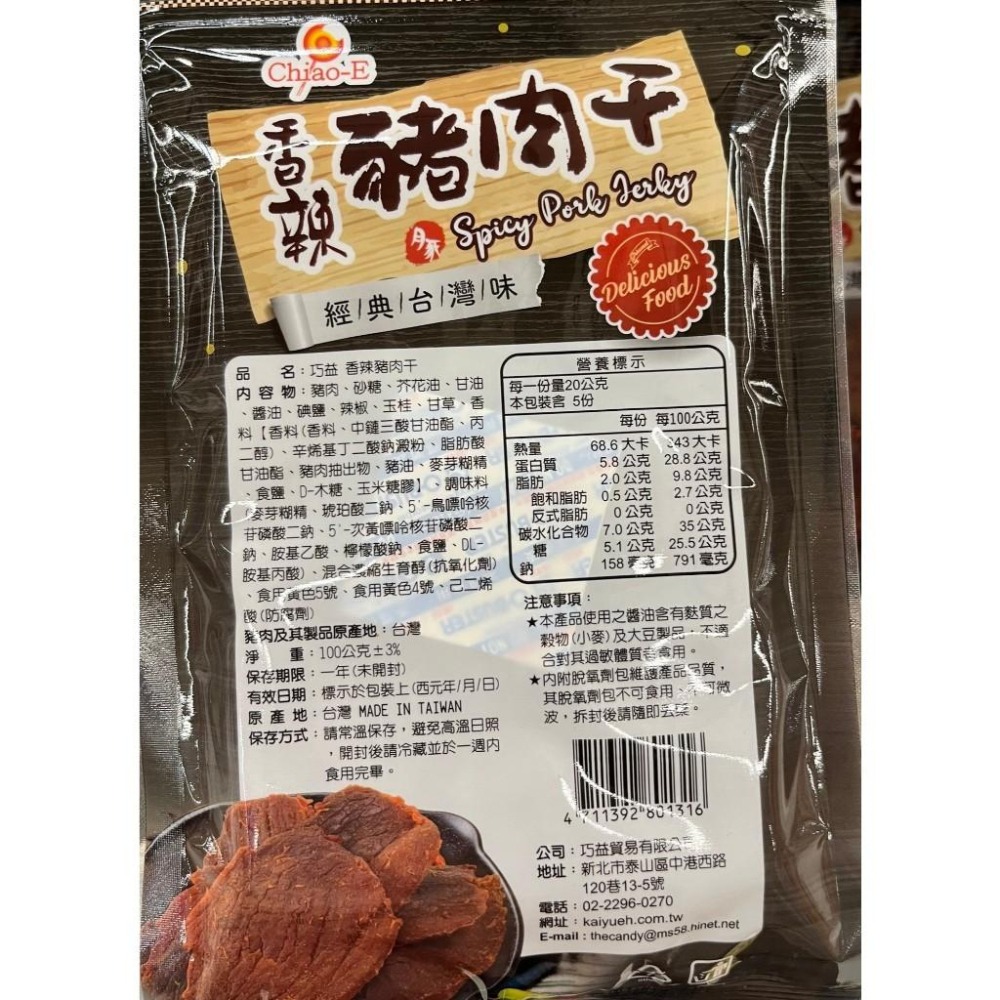 Chiao-E
香辣
豬肉干
Spicy Pork Jerky
豚
經典台灣味
Delicious
Food
品 名：巧益 香辣豬肉干
內 容 物：豬肉、砂糖、芥花油、甘油
、醬油、碘鹽、辣椒、玉桂、甘草、香
料【香料(香料、中鏈三酸甘油酯、丙
二醇)、辛烯基丁二酸鈉澱粉、脂肪酸
甘油酯、豬肉抽出物、豬油、麥芽糊精
、食鹽、D-木糖、玉米糖膠】、調味料
(麥芽糊精、琥珀酸二鈉、5'-鳥嘌呤核
苷磷酸二鈉、5'-次黃嘌呤核苷磷酸二
鈉、胺基乙酸、檸檬酸鈉、食鹽、DL-
胺基丙酸)、混合濃縮生育醇(抗氧化劑)
、食用黃色5號、食用黃色4號、己二烯
酸(防腐劑)
豬肉及其製品原產地：台灣
淨 重：100公克±3%
保存期限：一年(未開封)
有效日期：標示於包裝上(西元年/月/日)
原 產 地：台灣 MADE IN TAIWAN
保存方式：請常溫保存，避免高溫日照
，開封後請冷藏並於一週內
食用完畢。
營養標示
每一份量20公克
本包裝含 5份
每份 每100公克
熱量 68.6大卡 343大卡
蛋白質 5.8公克 28.8公克
脂肪 2.0公克 9.8公克
飽和脂肪 0.5公克 2.7公克
反式脂肪 0公克 0公克
碳水化合物 7.0公克 35公克
糖 5.1公克 25.5公克
鈉 158毫克 791毫克
注意事項：
★本產品使用之醬油含有麩質之
穀物(小麥)及大豆製品，不適
合對其過敏體質者食用。
★內附脫氧劑包維護產品品質，
其脫氧劑包不可食用，不可微
波，拆封後請隨即丟棄。
4 711392 801316
公司：巧益貿易有限公司
地址：新北市泰山區中港西路
120巷13-5號
電話：02-2296-0270
網址：kaiyueh.com.tw
E-mail：thecandy@ms58.hinet.net